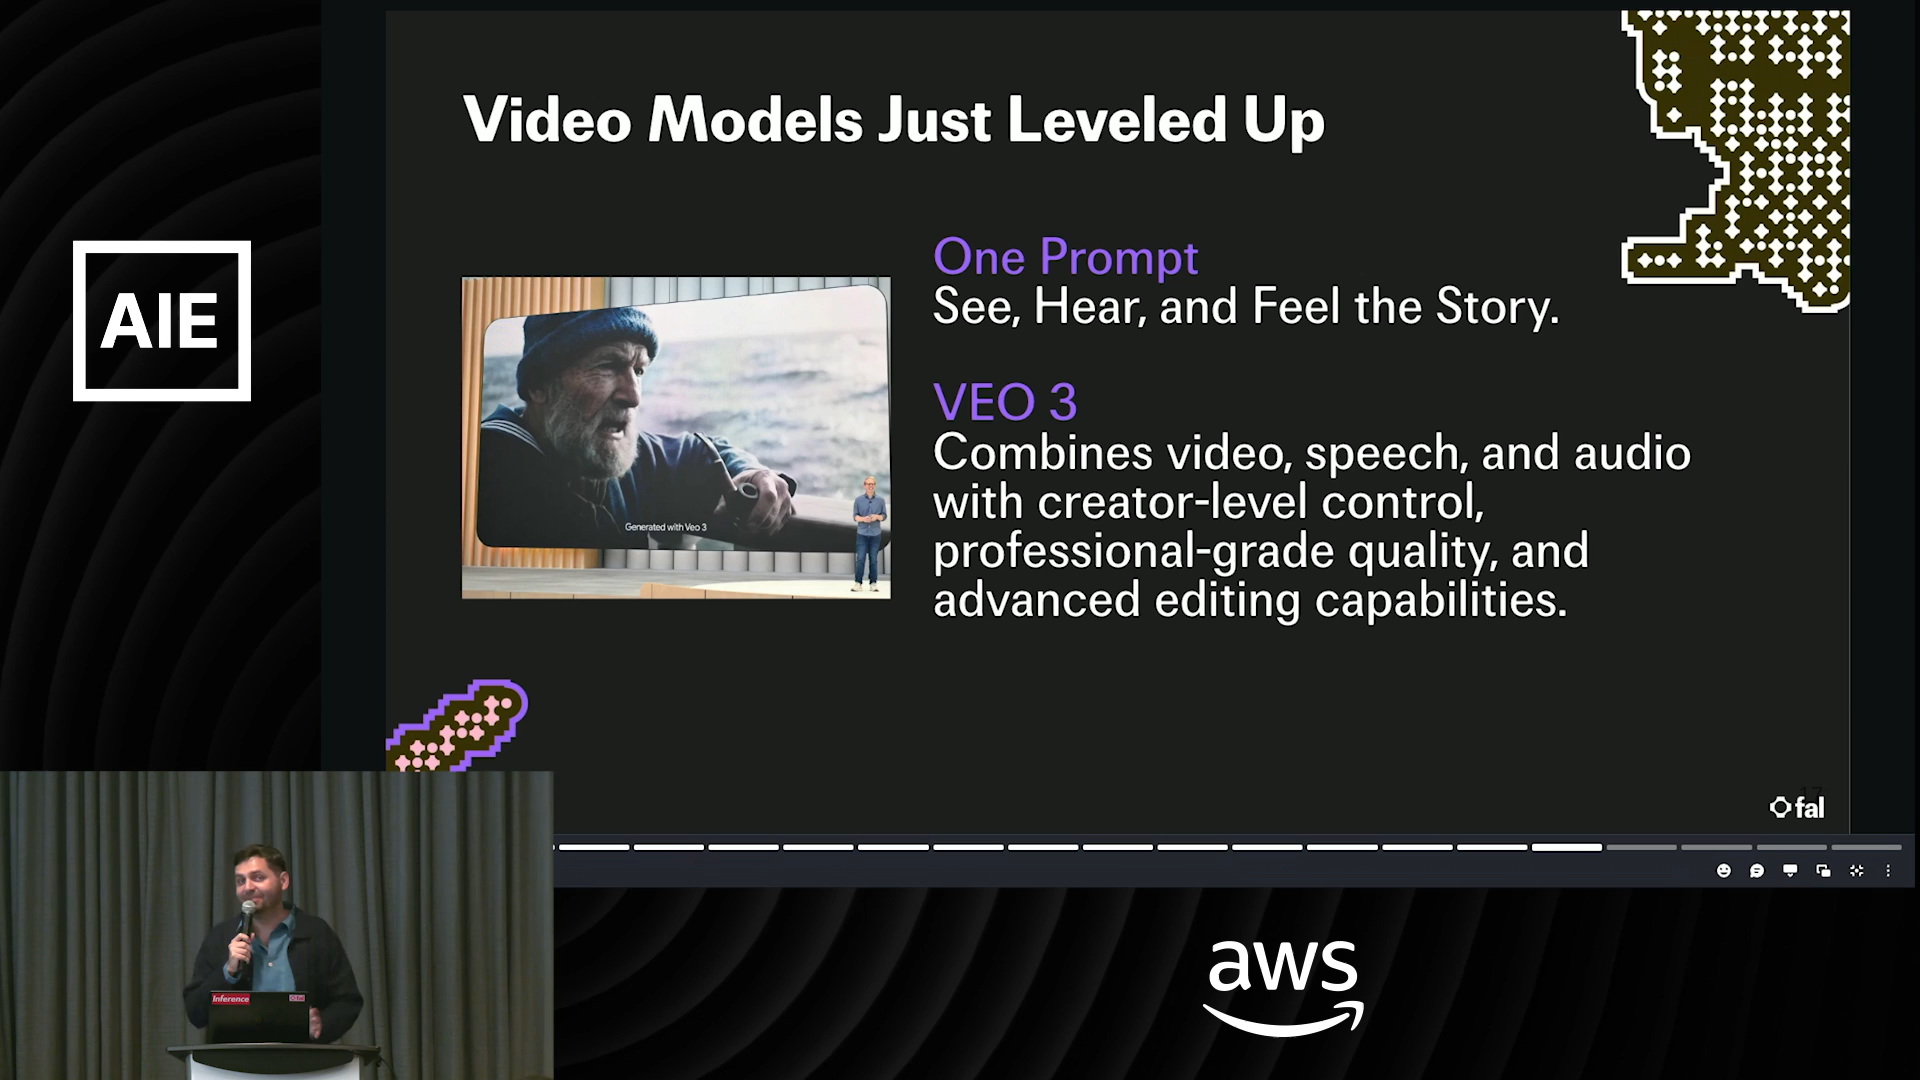 Video Models Just Leveled Up
AIE
One Prompt
See, Hear, and Feel the Story.
VEO 3
Combines video, speech, and audio
with creator-level control,
professional-grade quality, and
advanced editing capabilities.
Generated with Veo 3
17
fal
Inference
fal
aws